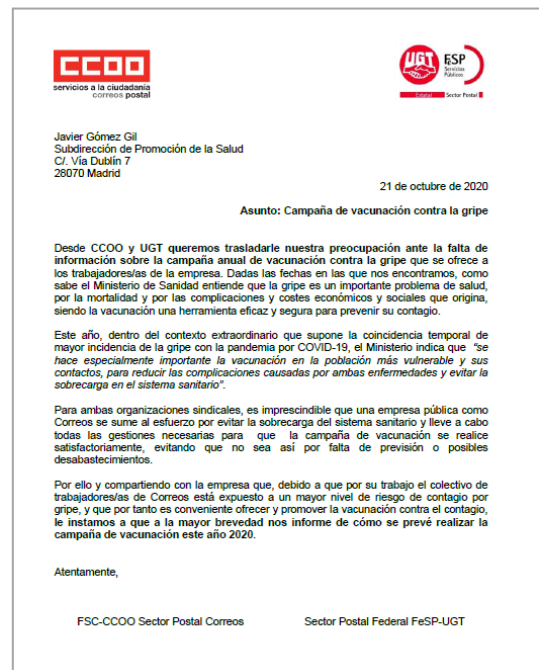 CCOO
servicios a la ciudadanía
correos postal
UGT FeSP
Servicios
Públicos
Estatal Sector Postal
Javier Gómez Gil
Subdirección de Promoción de la Salud
C/. Vía Dublín 7
28070 Madrid
21 de octubre de 2020
Asunto: Campaña de vacunación contra la gripe
Desde CCOO y UGT queremos trasladarle nuestra preocupación ante la falta de
información sobre la campaña anual de vacunación contra la gripe que se ofrece a
los trabajadores/as de la empresa. Dadas las fechas en las que nos encontramos, como
sabe el Ministerio de Sanidad entiende que la gripe es un importante problema de salud,
por la mortalidad y por las complicaciones y costes económicos y sociales que origina,
siendo la vacunación una herramienta eficaz y segura para prevenir su contagio.
Este año, dentro del contexto extraordinario que supone la coincidencia temporal de
mayor incidencia de la gripe con la pandemia por COVID-19, el Ministerio indica que "se
hace especialmente importante la vacunación en la población más vulnerable y sus
contactos, para reducir las complicaciones causadas por ambas enfermedades y evitar la
sobrecarga en el sistema sanitario".
Para ambas organizaciones sindicales, es imprescindible que una empresa pública como
Correos se sume al esfuerzo por evitar la sobrecarga del sistema sanitario y lleve a cabo
todas las gestiones necesarias para que la campaña de vacunación se realice
satisfactoriamente, evitando que no sea así por falta de previsión o posibles
desabastecimientos.
Por ello y compartiendo con la empresa que, debido a que por su trabajo el colectivo de
trabajadores/as de Correos está expuesto a un mayor nivel de riesgo de contagio por
gripe, y que por tanto es conveniente ofrecer y promover la vacunación contra el contagio,
le instamos a que a la mayor brevedad nos informe de cómo se prevé realizar la
campaña de vacunación este año 2020.
Atentamente,
FSC-CCOO Sector Postal Correos Sector Postal Federal FeSP-UGT